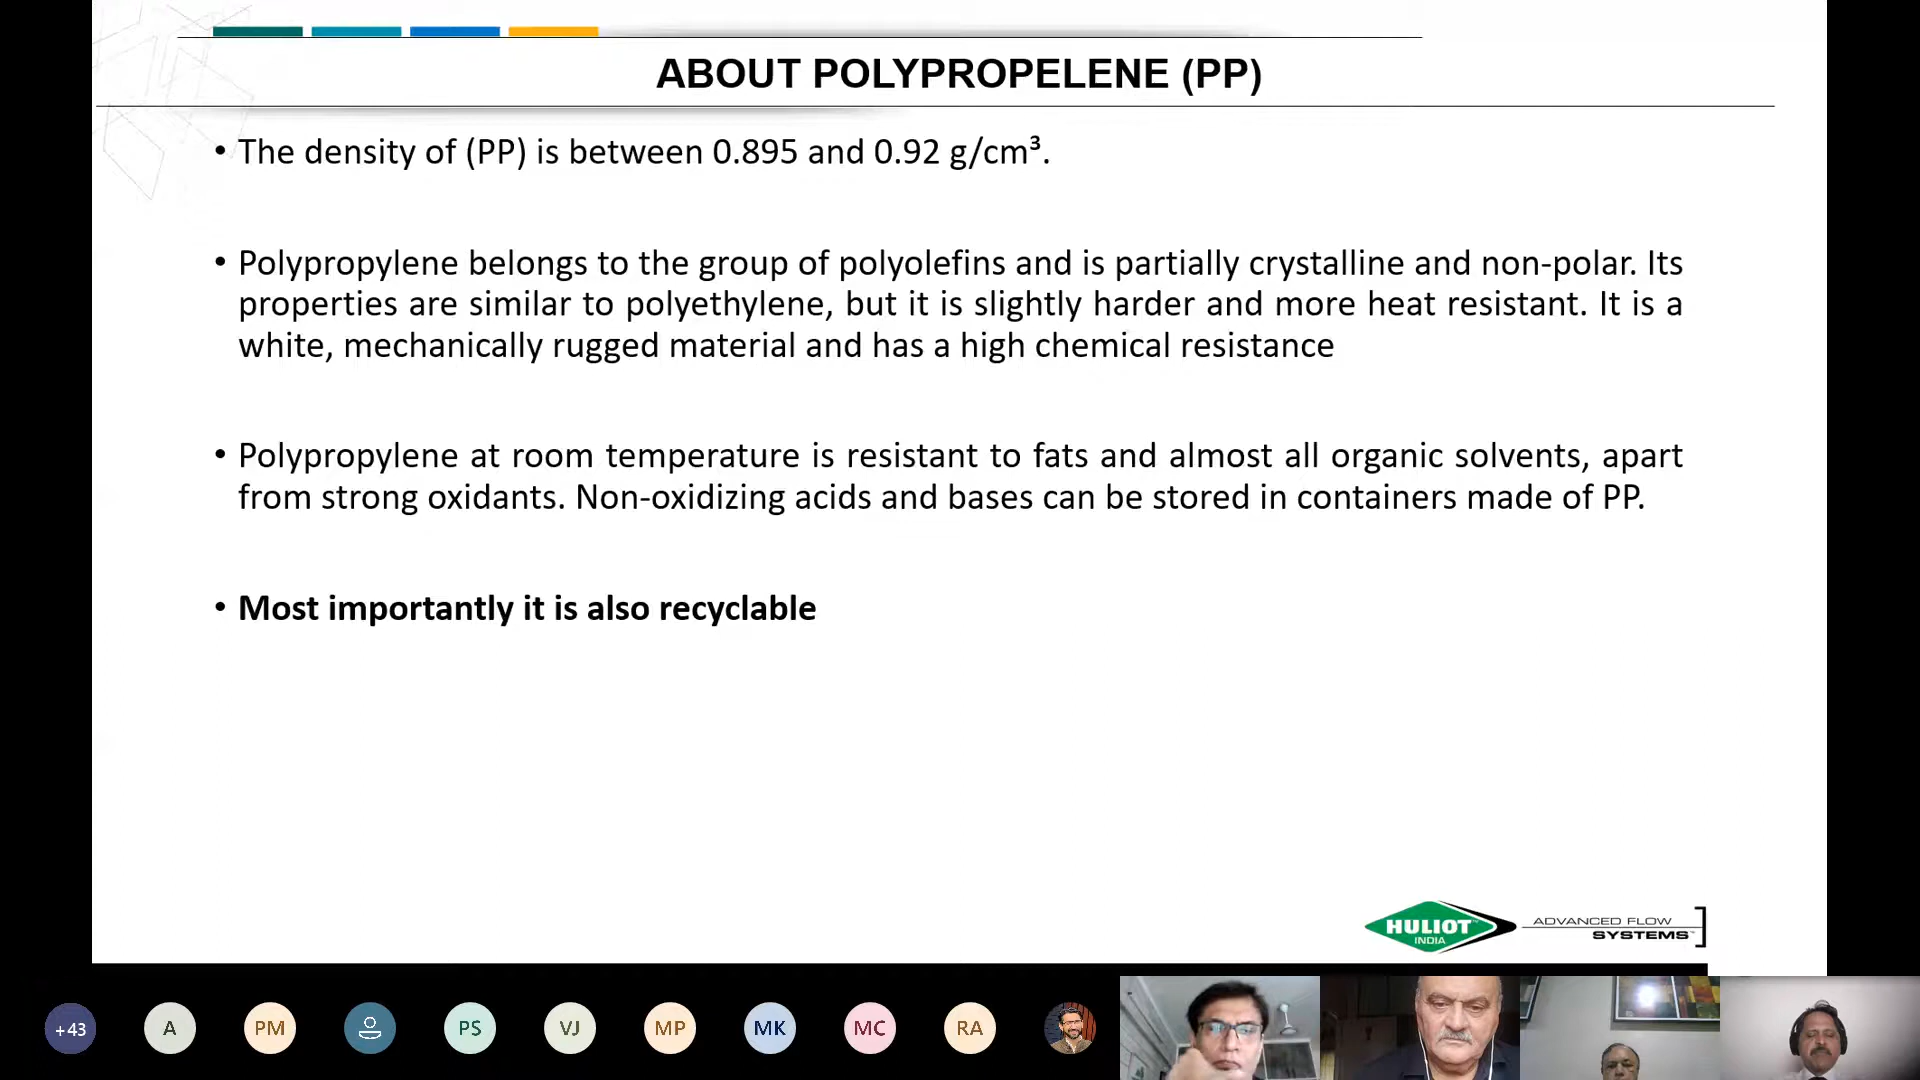 ABOUT POLYPROPELENE (PP)
• The density of (PP) is between 0.895 and 0.92 g/cm³.
• Polypropylene belongs to the group of polyolefins and is partially crystalline and non-polar. Its
properties are similar to polyethylene, but it is slightly harder and more heat resistant. It is a
white, mechanically rugged material and has a high chemical resistance
• Polypropylene at room temperature is resistant to fats and almost all organic solvents, apart
from strong oxidants. Non-oxidizing acids and bases can be stored in containers made of PP.
• Most importantly it is also recyclable
HULIOT™
INDIA
ADVANCED FLOW
SYSTEMS™
+43 A PM PS VJ MP MK MC RA